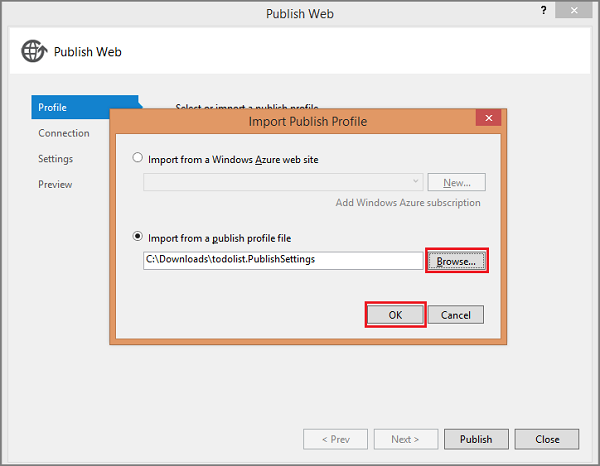 Publish Web
?
Publish Web
Profile
Select or import a publish profile
Connection
Settings
Preview
Import Publish Profile
Import from a Windows Azure web site
New...
Add Windows Azure subscription
Import from a publish profile file
C:\Downloads\todolist.PublishSettings
Browse...
OK Cancel
< Prev Next > Publish Close